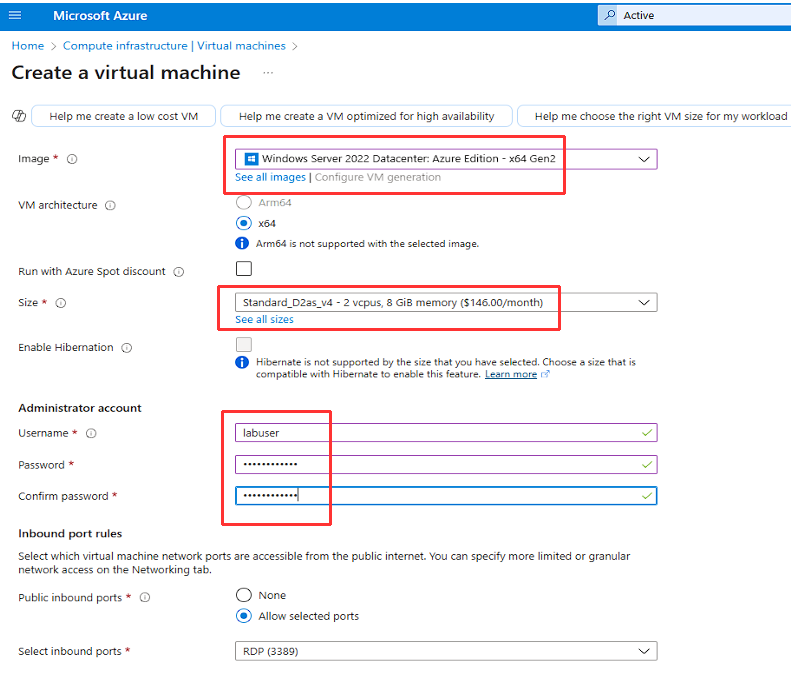 Microsoft Azure
Active
Home > Compute infrastructure | Virtual machines >
Create a virtual machine ...
Help me create a low cost VM
Help me create a VM optimized for high availability
Help me choose the right VM size for my workload
Image *
Windows Server 2022 Datacenter: Azure Edition - x64 Gen2
See all images | Configure VM generation
VM architecture
Arm64
x64
Arm64 is not supported with the selected image.
Run with Azure Spot discount
Size *
Standard_D2as_v4 - 2 vcpus, 8 GiB memory ($146.00/month)
See all sizes
Enable Hibernation
Hibernate is not supported by the size that you have selected. Choose a size that is
compatible with Hibernate to enable this feature. Learn more
Administrator account
Username *
labuser
Password *
••••••••••••
Confirm password *
••••••••••••
Inbound port rules
Select which virtual machine network ports are accessible from the public internet. You can specify more limited or granular
network access on the Networking tab.
Public inbound ports *
None
Allow selected ports
Select inbound ports *
RDP (3389)